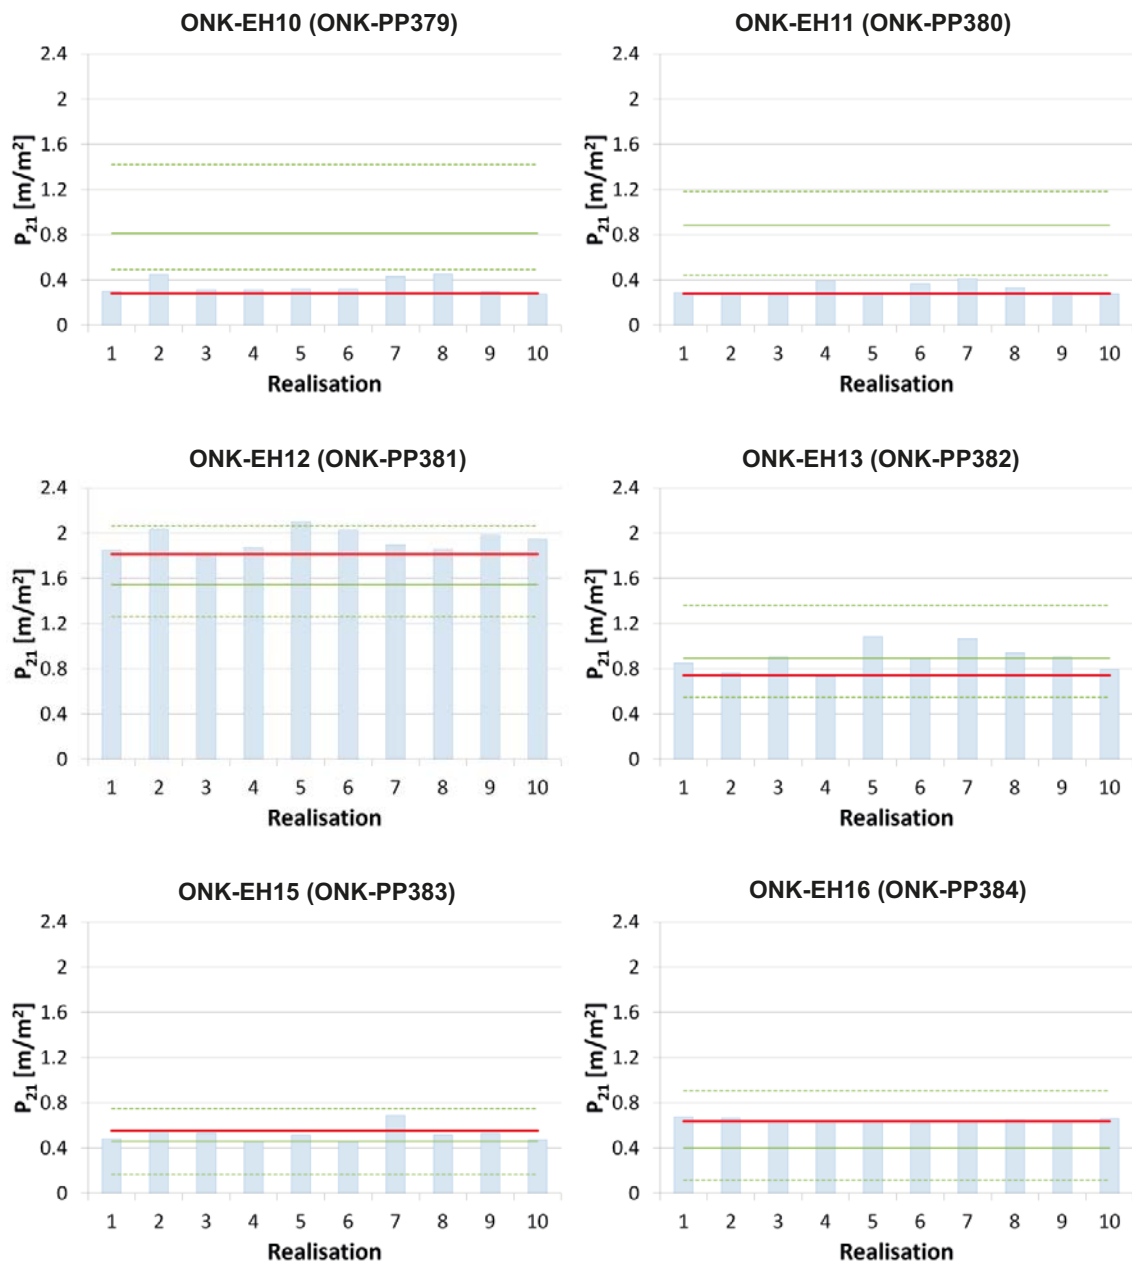 ONK-EH10 (ONK-PP379)
2.4
2
1.6
1.2
0.8
0.4
0
P21 [m/m²]
1 2 3 4 5 6 7 8 9 10
Realisation
ONK-EH11 (ONK-PP380)
2.4
2
1.6
1.2
0.8
0.4
0
P21 [m/m²]
1 2 3 4 5 6 7 8 9 10
Realisation
ONK-EH12 (ONK-PP381)
2.4
2
1.6
1.2
0.8
0.4
0
P21 [m/m²]
1 2 3 4 5 6 7 8 9 10
Realisation
ONK-EH13 (ONK-PP382)
2.4
2
1.6
1.2
0.8
0.4
0
P21 [m/m²]
1 2 3 4 5 6 7 8 9 10
Realisation
ONK-EH15 (ONK-PP383)
2.4
2
1.6
1.2
0.8
0.4
0
P21 [m/m²]
1 2 3 4 5 6 7 8 9 10
Realisation
ONK-EH16 (ONK-PP384)
2.4
2
1.6
1.2
0.8
0.4
0
P21 [m/m²]
1 2 3 4 5 6 7 8 9 10
Realisation